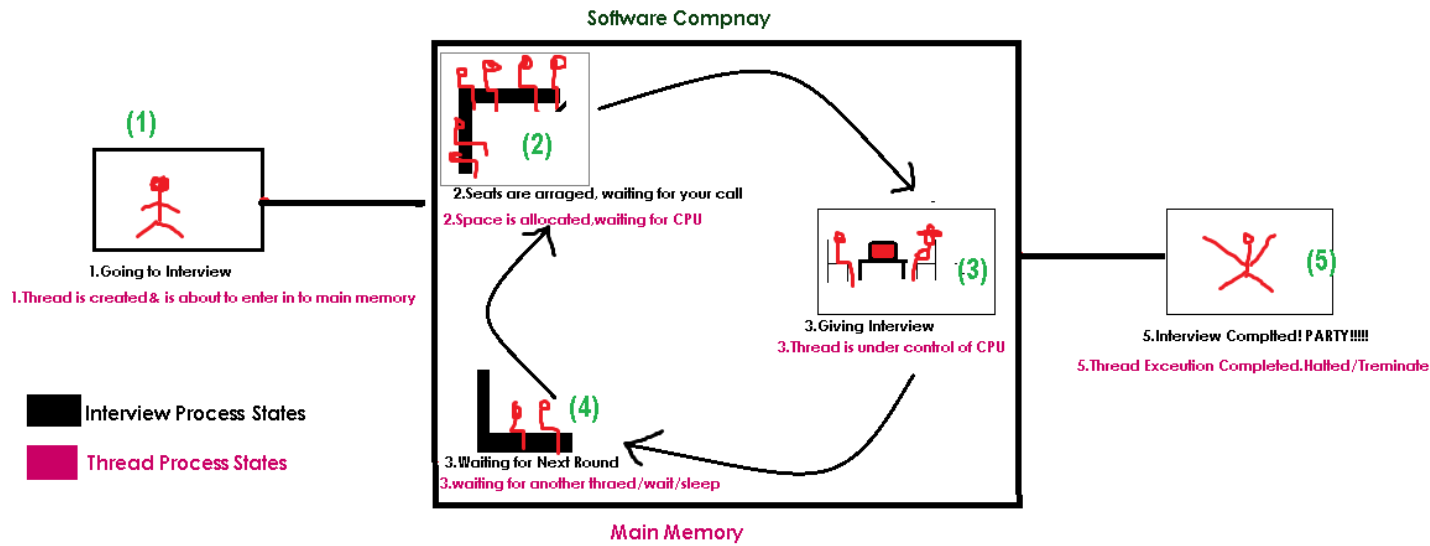 Software Compnay
(1)
(2)
2.Seats are arraged, waiting for your call
2.Space is allocated,waiting for CPU
1.Going to Interview
1.Thread is created& is about to enter in to main memory
(3)
3.Giving Interview
3.Thread is under control of CPU
(5)
5.Interview Complted! PARTY!!!!!
5.Thread Exceution Completed.Halted/Treminate
(4)
3.Waiting for Next Round
3.waiting for another thraed/wait/sleep
Interview Process States
Thread Process States
Main Memory